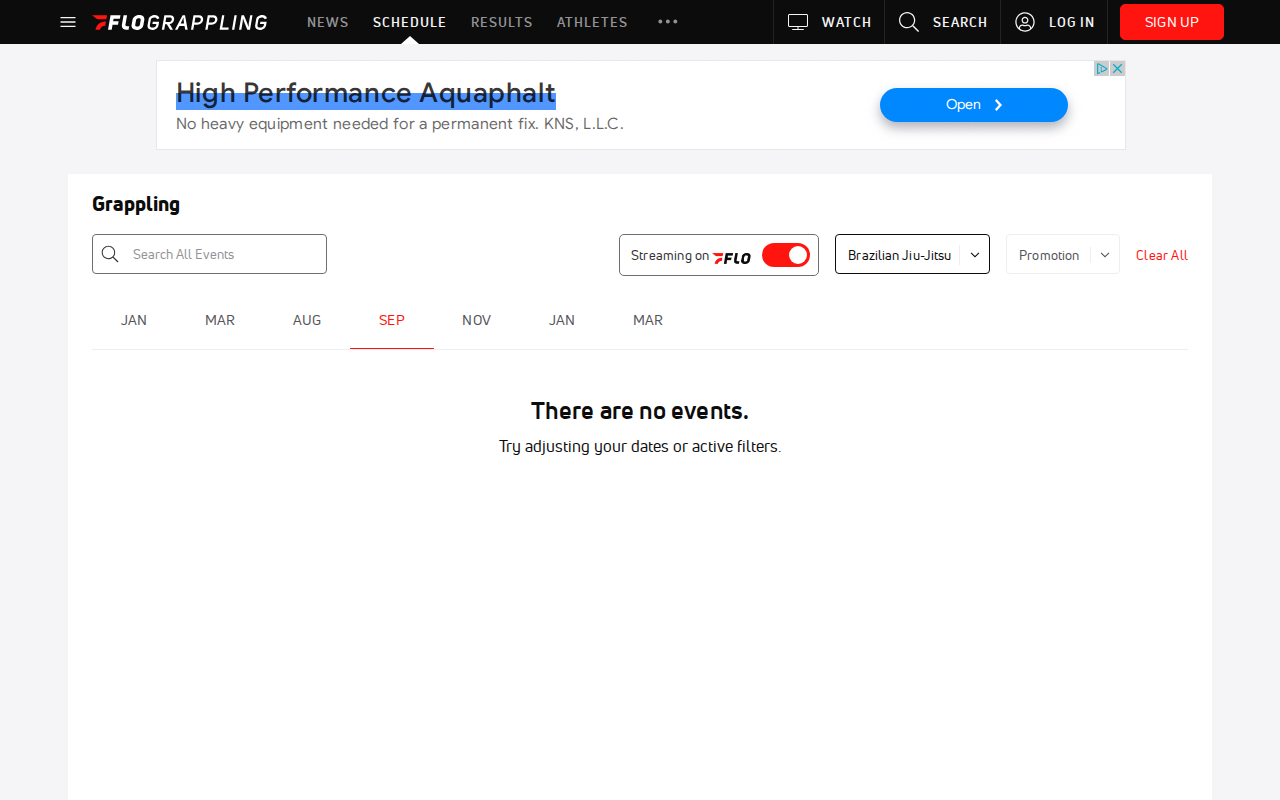 FLOGRAPPLING NEWS SCHEDULE RESULTS ATHLETES WATCH SEARCH LOG IN SIGN UP
High Performance Aquaphalt
No heavy equipment needed for a permanent fix. KNS, L.L.C.
Open
Grappling
Search All Events
Streaming on FLO
Brazilian Jiu-Jitsu
Promotion
Clear All
JAN MAR AUG SEP NOV JAN MAR
There are no events.
Try adjusting your dates or active filters.